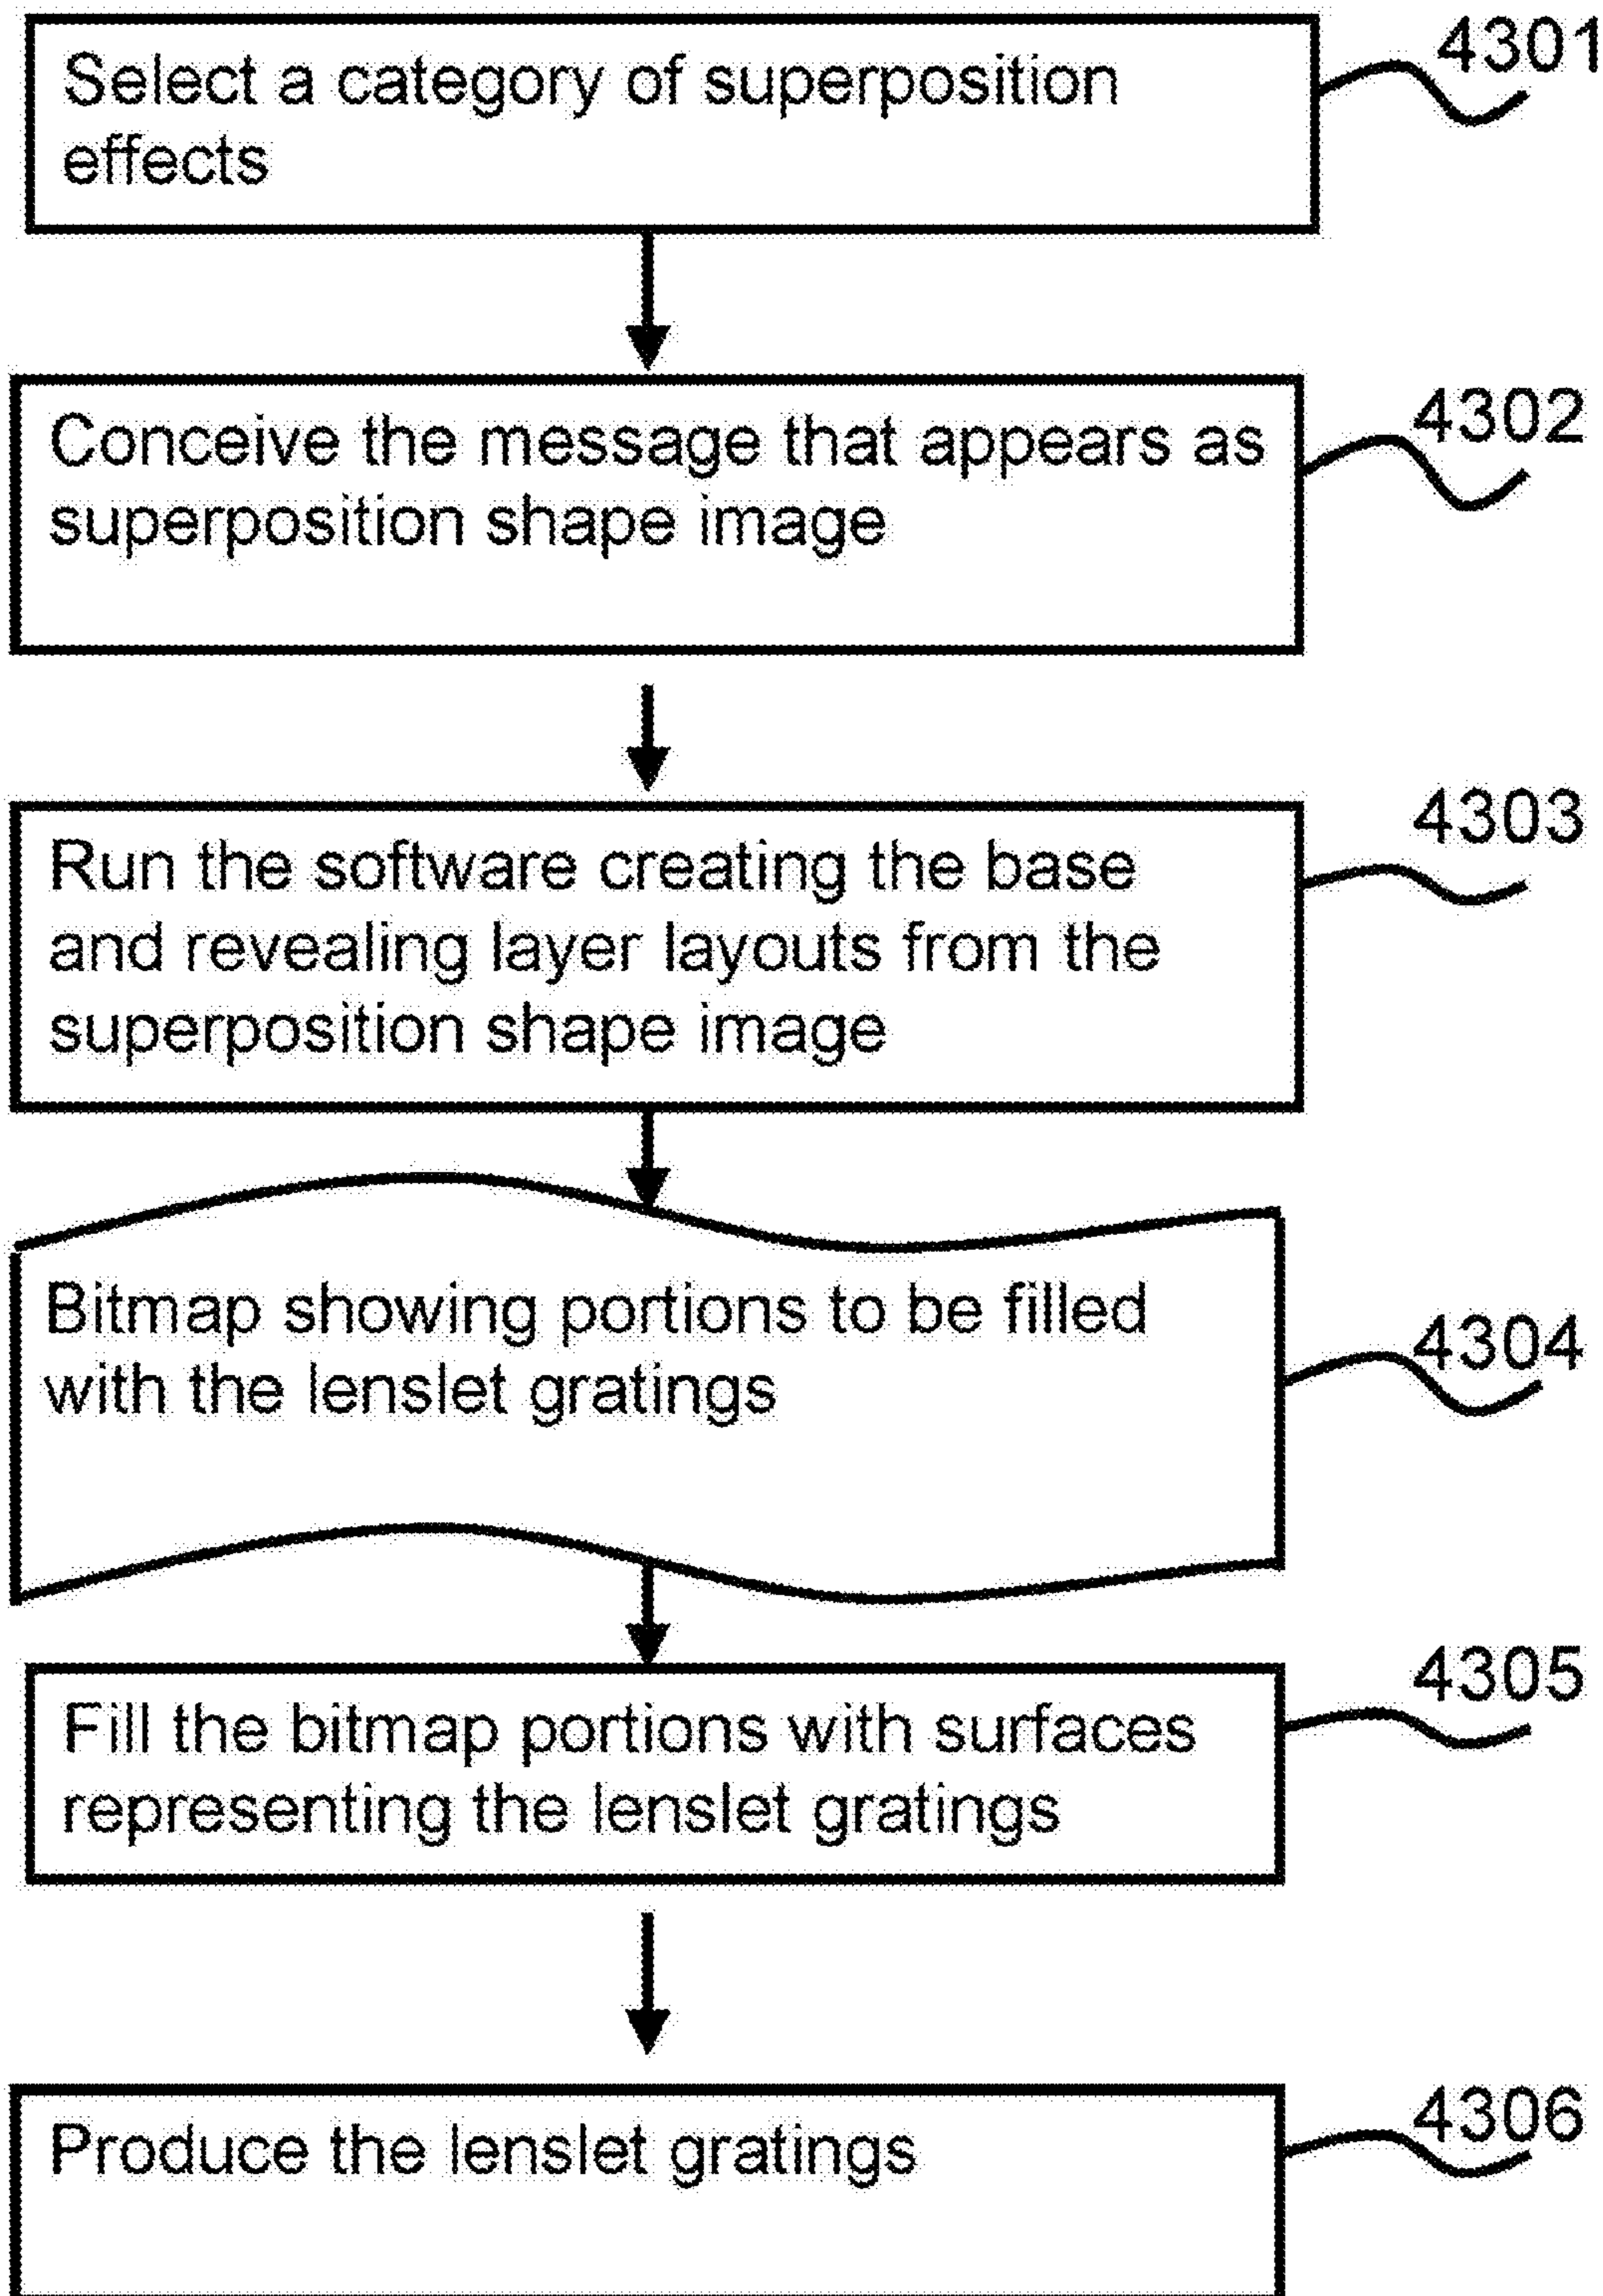 4301
Select a category of superposition
effects
4302
Conceive the message that appears as
superposition shape image
4303
Run the software creating the base
and revealing layer layouts from the
superposition shape image
4304
Bitmap showing portions to be filled
with the lenslet gratings
4305
Fill the bitmap portions with surfaces
representing the lenslet gratings
4306
Produce the lenslet gratings